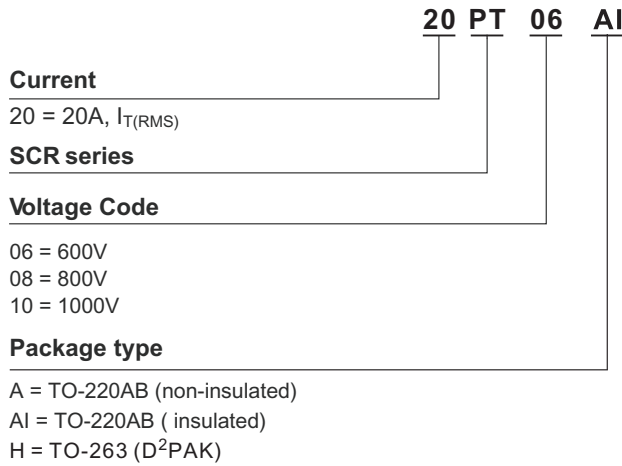 20 PT 06 AI
Current
20 = 20A, I_T(RMS)
SCR series
Voltage Code
06 = 600V
08 = 800V
10 = 1000V
Package type
A = TO-220AB (non-insulated)
AI = TO-220AB ( insulated)
H = TO-263 (D²PAK)